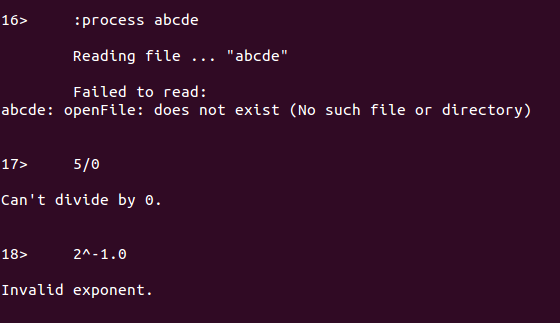 16> :process abcde
Reading file ... "abcde"
Failed to read:
abcde: openFile: does not exist (No such file or directory)
17> 5/0
Can't divide by 0.
18> 2^-1.0
Invalid exponent.